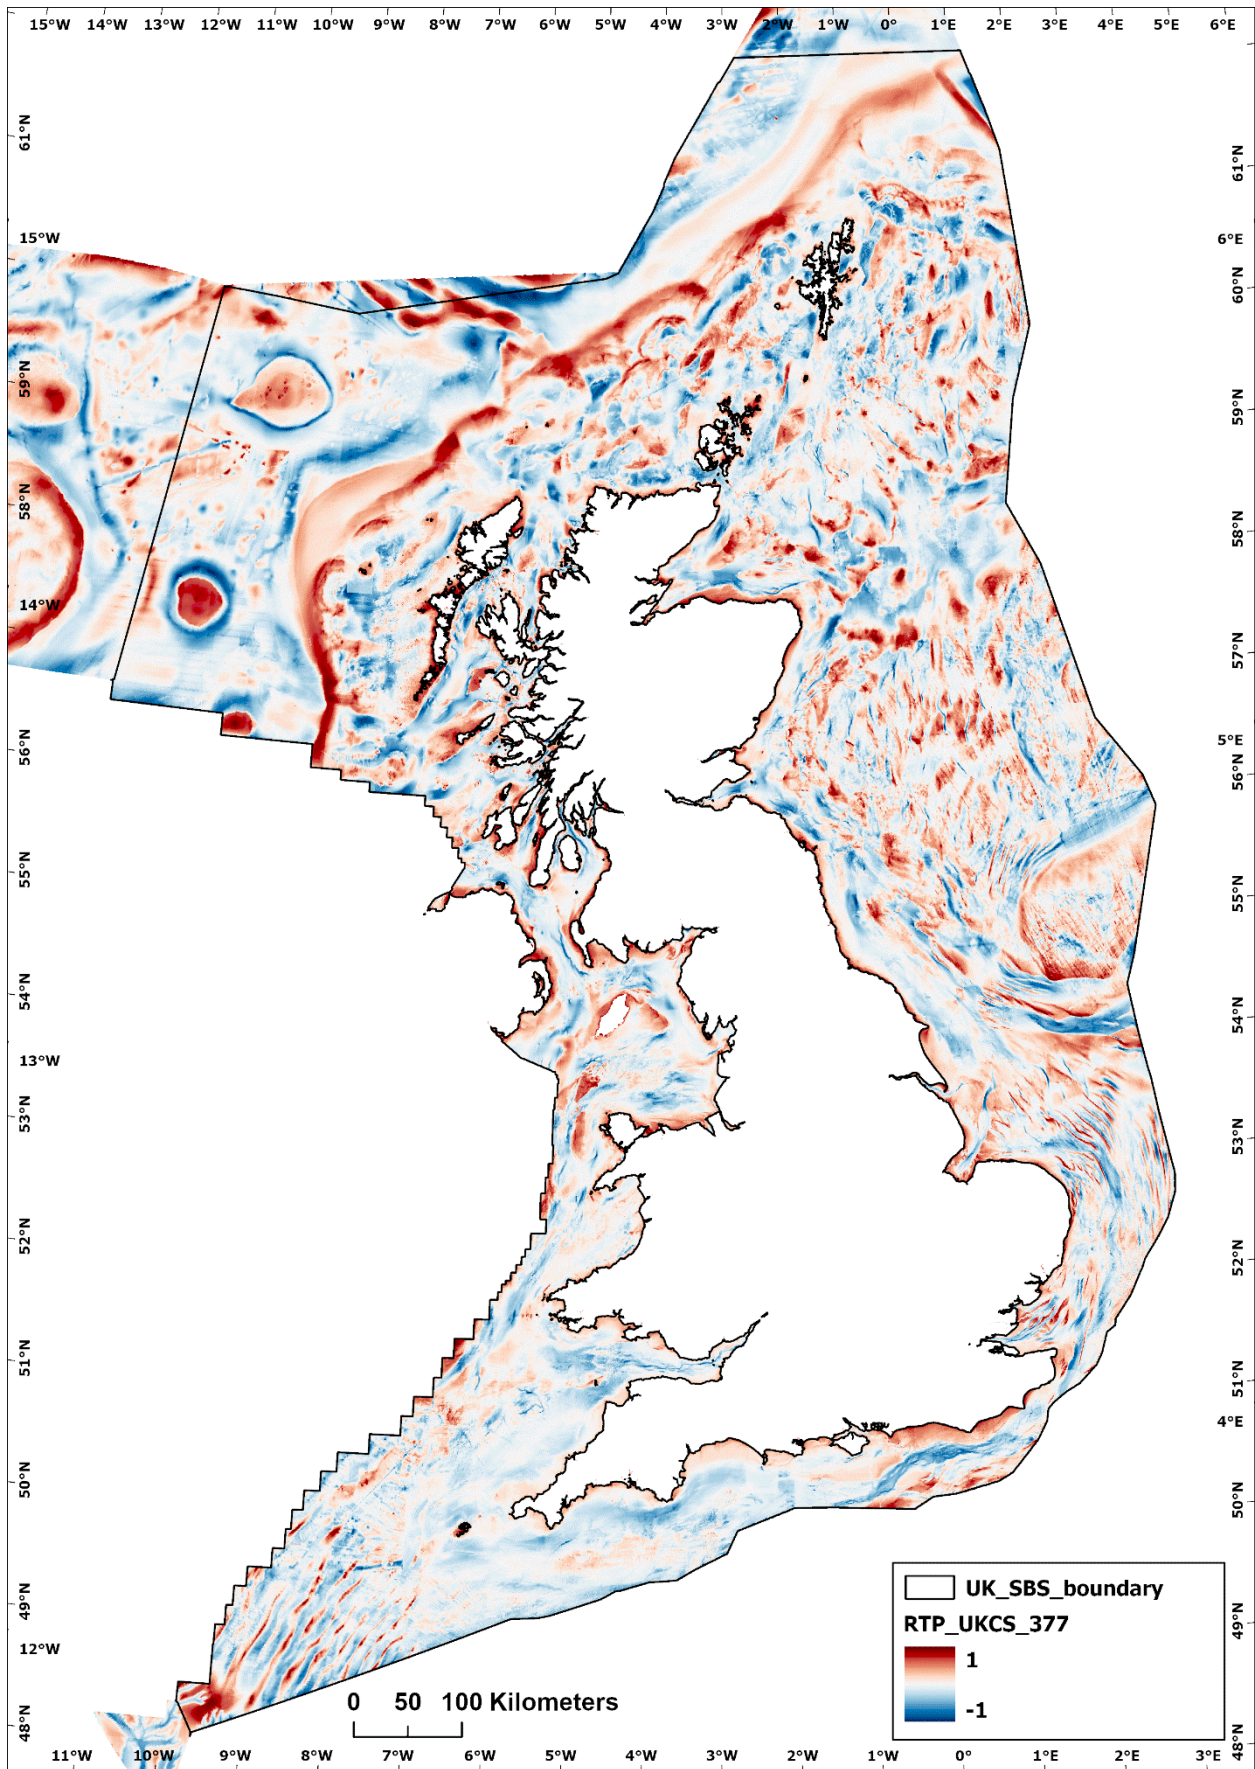 15°W 14°W 13°W 12°W 11°W 10°W 9°W 8°W 7°W 6°W 5°W 4°W 3°W 2°W 1°W 0° 1°E 2°E 3°E 4°E 5°E 6°E
61°N
61°N
15°W
6°E
60°N
59°N
59°N
58°N
58°N
14°W
57°N
56°N
5°E
56°N
55°N
55°N
54°N
54°N
13°W
53°N
53°N
52°N
52°N
51°N
51°N
4°E
50°N
50°N
49°N
49°N
12°W
48°N
48°N
UK_SBS_boundary
RTP_UKCS_377
1
-1
0 50 100 Kilometers
11°W 10°W 9°W 8°W 7°W 6°W 5°W 4°W 3°W 2°W 1°W 0° 1°E 2°E 3°E